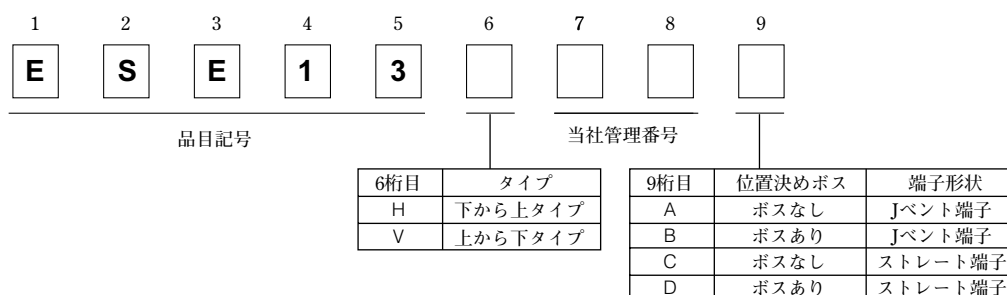 1 2 3 4 5 6 7 8 9
E S E 1 3
品目記号 当社管理番号
6桁目 タイプ
H 下から上タイプ
V 上から下タイプ
9桁目 位置決めボス 端子形状
A ボスなし Jベント端子
B ボスあり Jベント端子
C ボスなし ストレート端子
D ボスあり ストレート端子